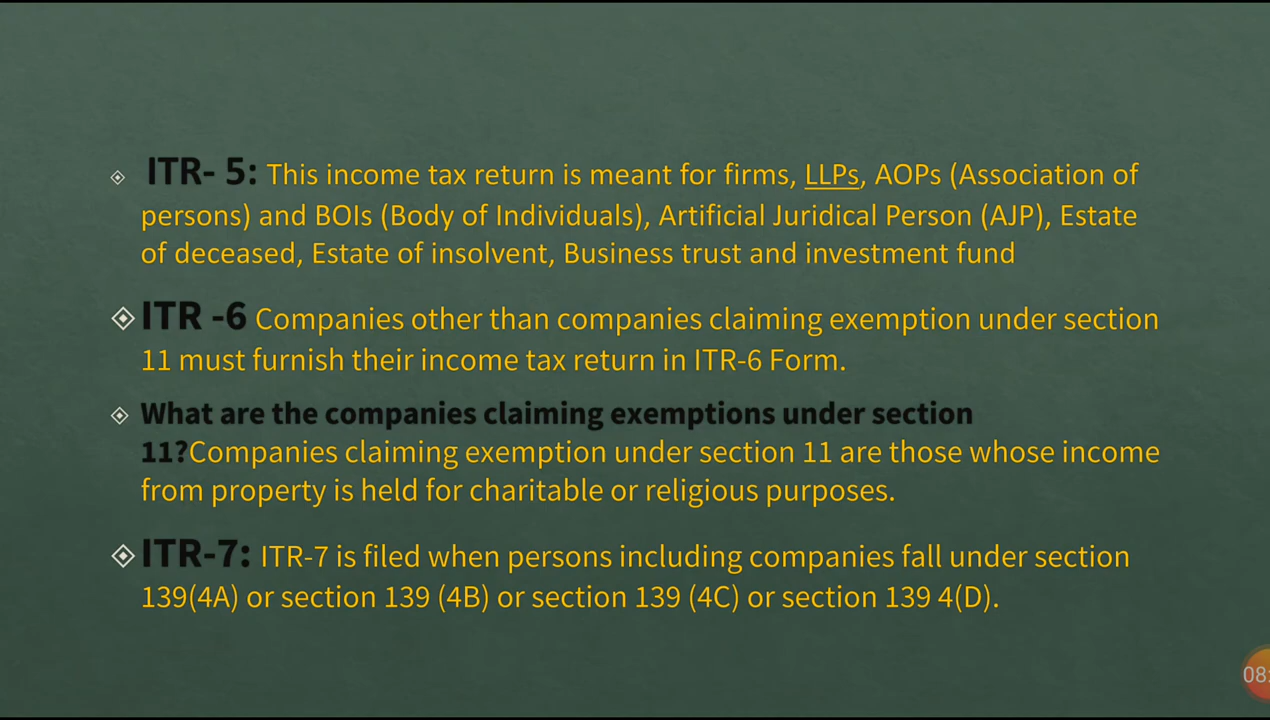 ITR- 5: This income tax return is meant for firms, LLPs, AOPs (Association of
persons) and BOIs (Body of Individuals), Artificial Juridical Person (AJP), Estate
of deceased, Estate of insolvent, Business trust and investment fund
ITR -6 Companies other than companies claiming exemption under section
11 must furnish their income tax return in ITR-6 Form.
What are the companies claiming exemptions under section
11?Companies claiming exemption under section 11 are those whose income
from property is held for charitable or religious purposes.
ITR-7: ITR-7 is filed when persons including companies fall under section
139(4A) or section 139 (4B) or section 139 (4C) or section 139 4(D).
08: